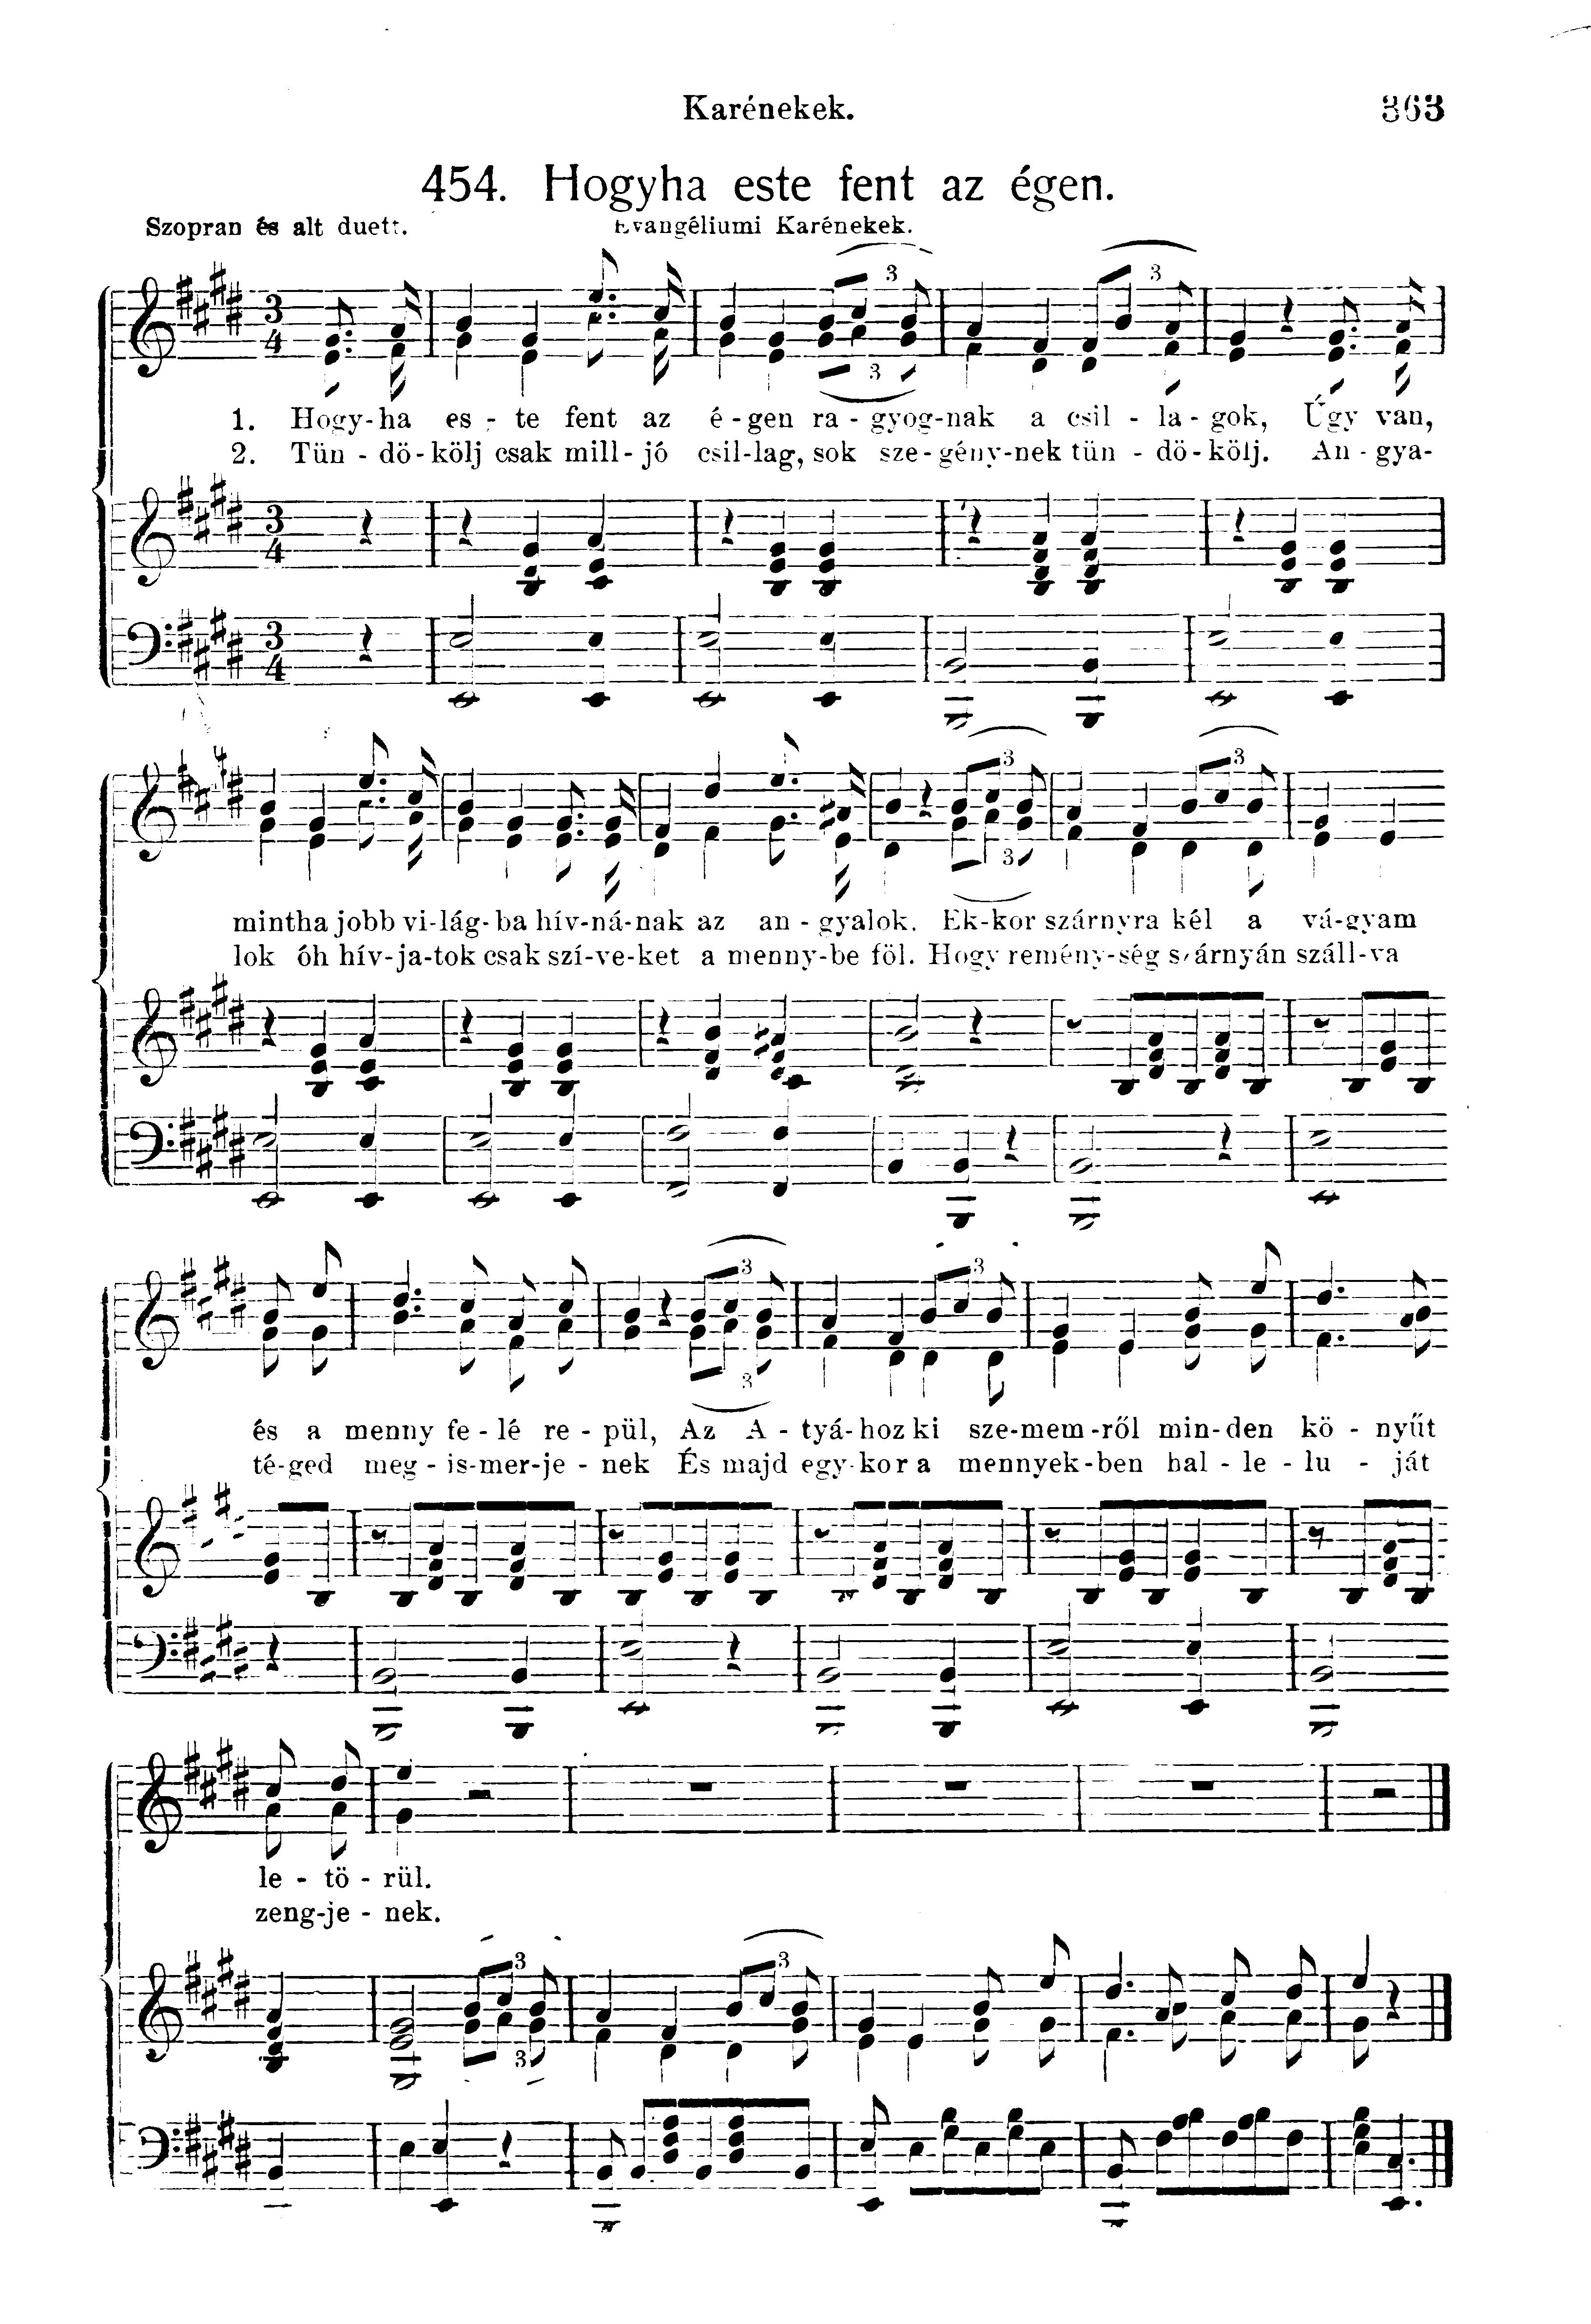 Karénekek. 363
454. Hogyha este fent az égen.
Szopran és alt duett. Evangéliumi Karénekek.
1. Hogy-ha es - te fent az é-gen ra - gyog-nak a csil - la - gok, Úgy van,
2. Tün - dö-kölj csak mill-jó csil-lag, sok sze-gény-nek tün - dö-kölj. An-gya-
mintha jobb vi-lág-ba hív-ná-nak az an-gyalok. Ek-kor szárnyra kél a vá-gyam
lok óh hív-ja-tok csak szí-ve-ket a menny-be föl. Hogy remény-ség szárnyán száll-va
és a menny fe-lé re-pül, Az A-tyá-hoz ki sze-mem-ről min-den kö-nyűt
té-ged meg-is-mer-je-nek És majd egy-kor a mennyek-ben hal-le-lu-ját
le - tö - rül.
zeng-je - nek.